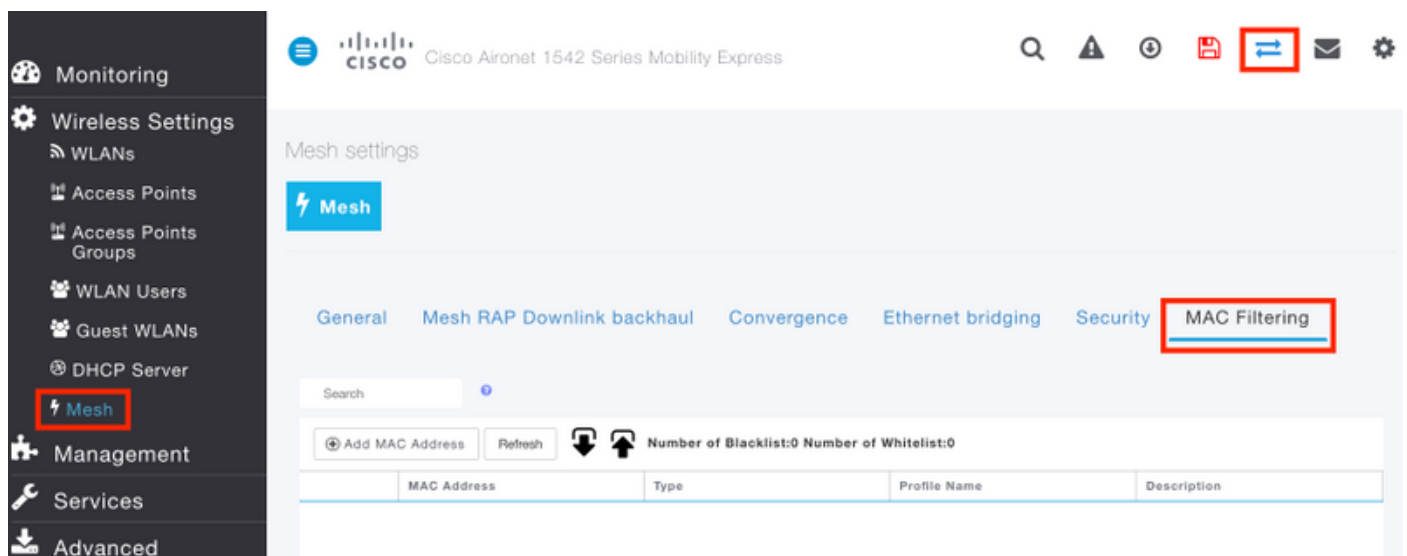 Monitoring
Wireless Settings
WLANs
Access Points
Access Points
Groups
WLAN Users
Guest WLANs
DHCP Server
Mesh
Management
Services
Advanced
CISCO Cisco Aironet 1542 Series Mobility Express
Mesh settings
Mesh
General Mesh RAP Downlink backhaul Convergence Ethernet bridging Security MAC Filtering
Search ?
Add MAC Address Refresh Number of Blacklist:0 Number of Whitelist:0
MAC Address Type Profile Name Description